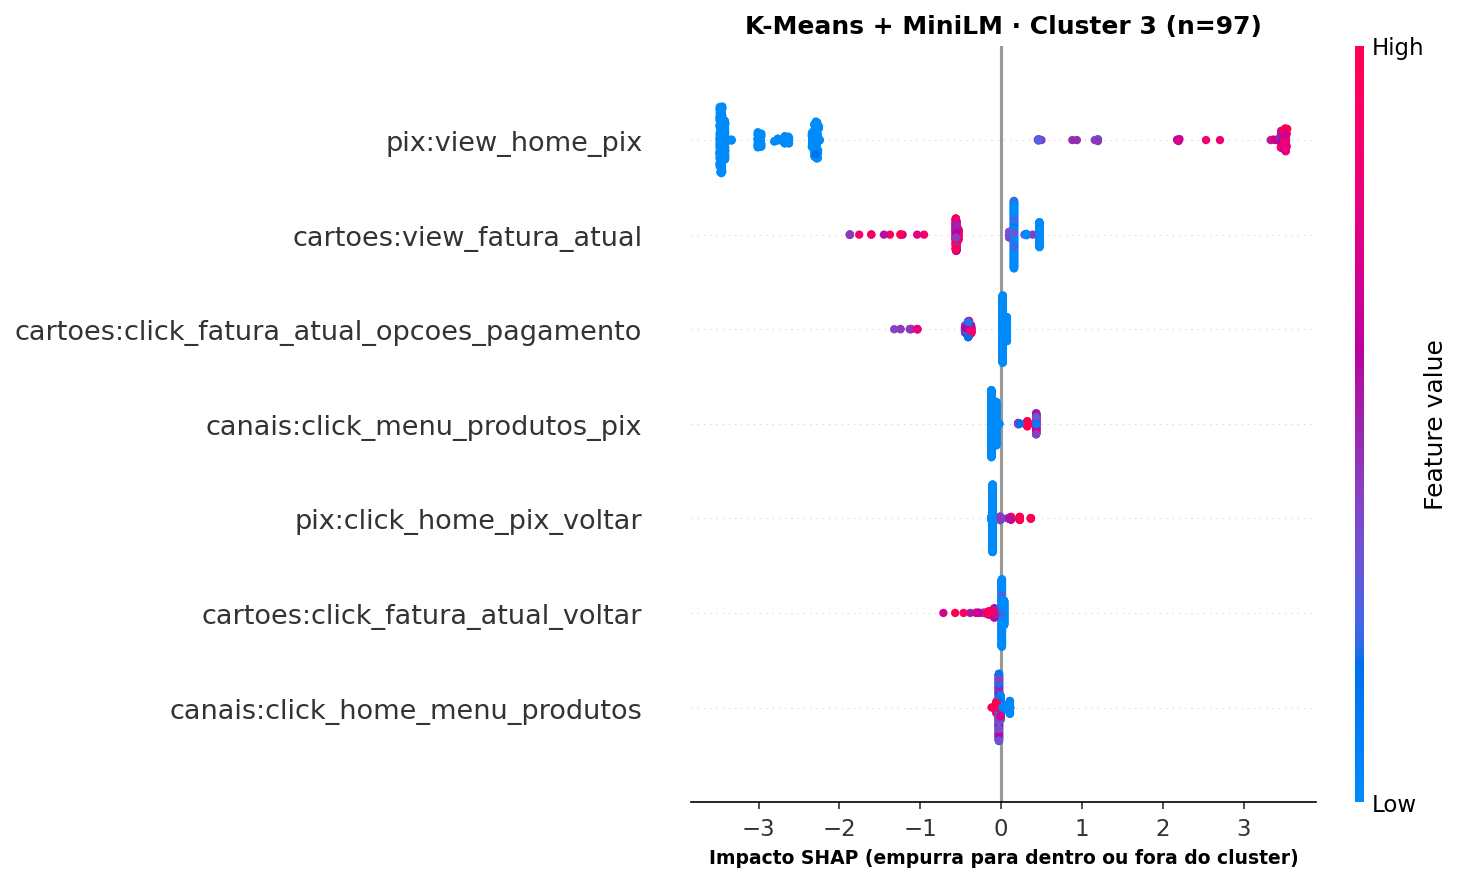 K-Means + MiniLM · Cluster 3 (n=97)
High
pix:view_home_pix
cartoes:view_fatura_atual
cartoes:click_fatura_atual_opcoes_pagamento
canais:click_menu_produtos_pix
pix:click_home_pix_voltar
cartoes:click_fatura_atual_voltar
canais:click_home_menu_produtos
Feature value
Low
−3 −2 −1 0 1 2 3
Impacto SHAP (empurra para dentro ou fora do cluster)